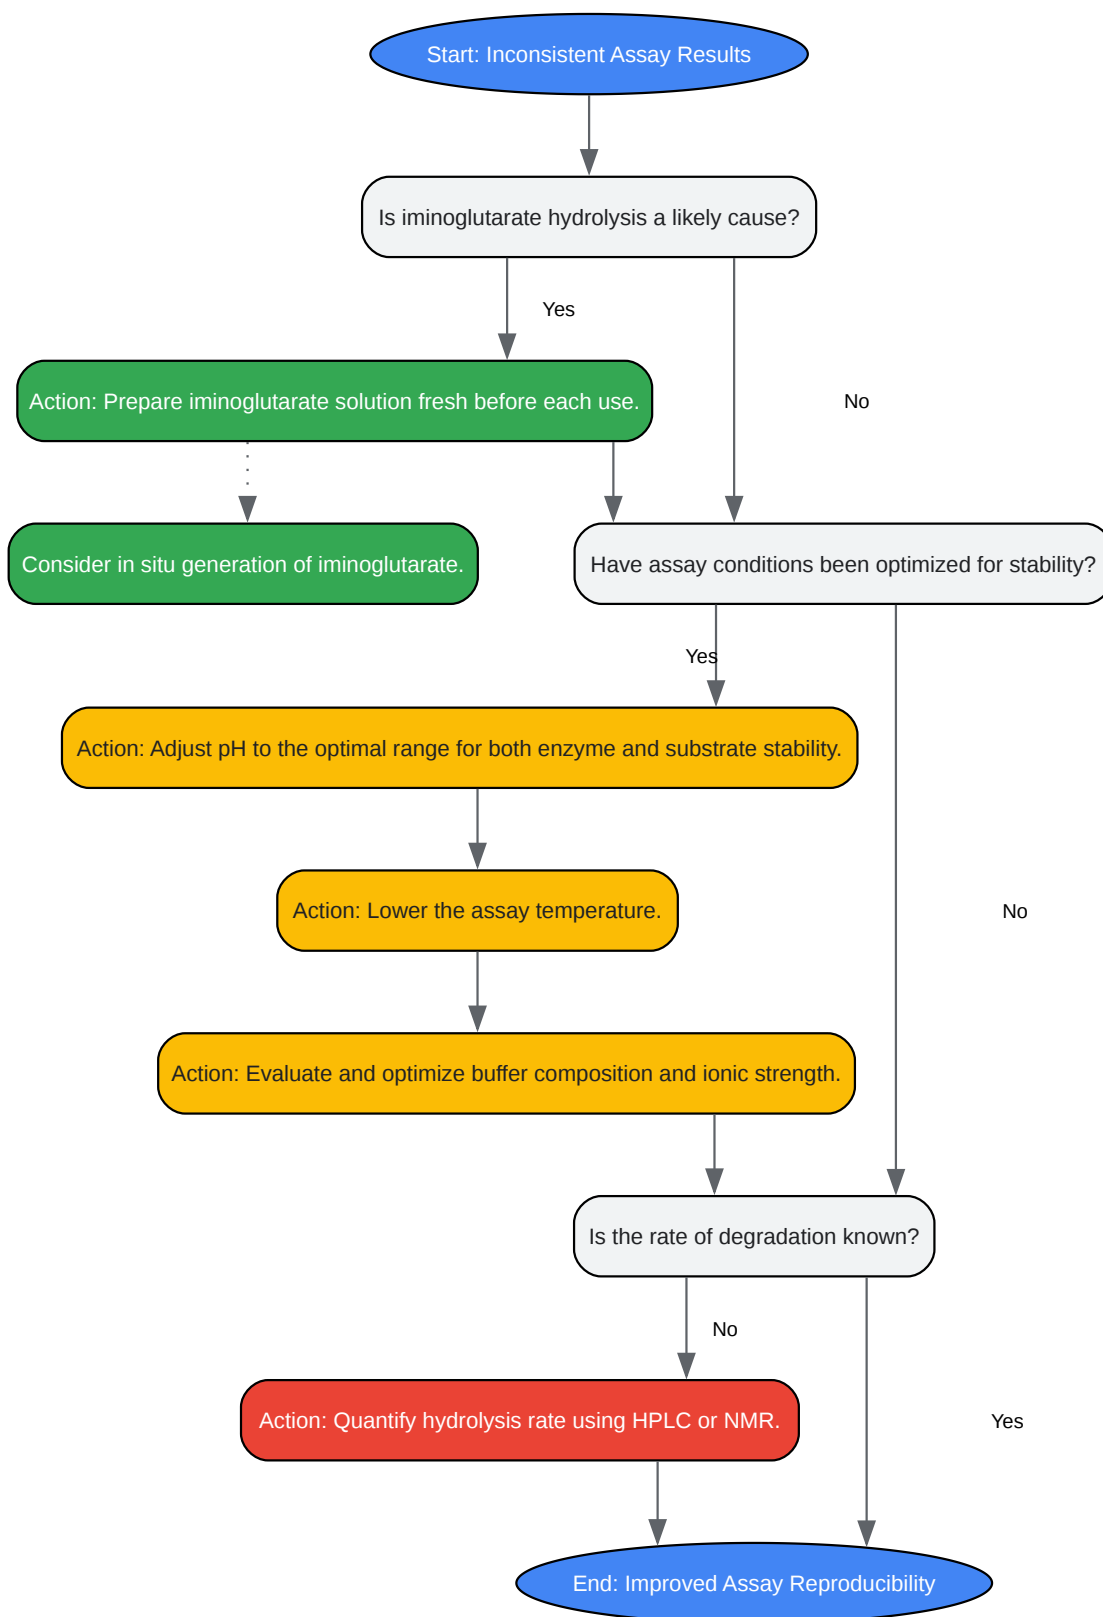 Start: Inconsistent Assay Results
Is iminoglutarate hydrolysis a likely cause?
Yes
Action: Prepare iminoglutarate solution fresh before each use.
No
Consider in situ generation of iminoglutarate.
Have assay conditions been optimized for stability?
Yes
Action: Adjust pH to the optimal range for both enzyme and substrate stability.
Action: Lower the assay temperature.
No
Action: Evaluate and optimize buffer composition and ionic strength.
Is the rate of degradation known?
No
Action: Quantify hydrolysis rate using HPLC or NMR.
Yes
End: Improved Assay Reproducibility